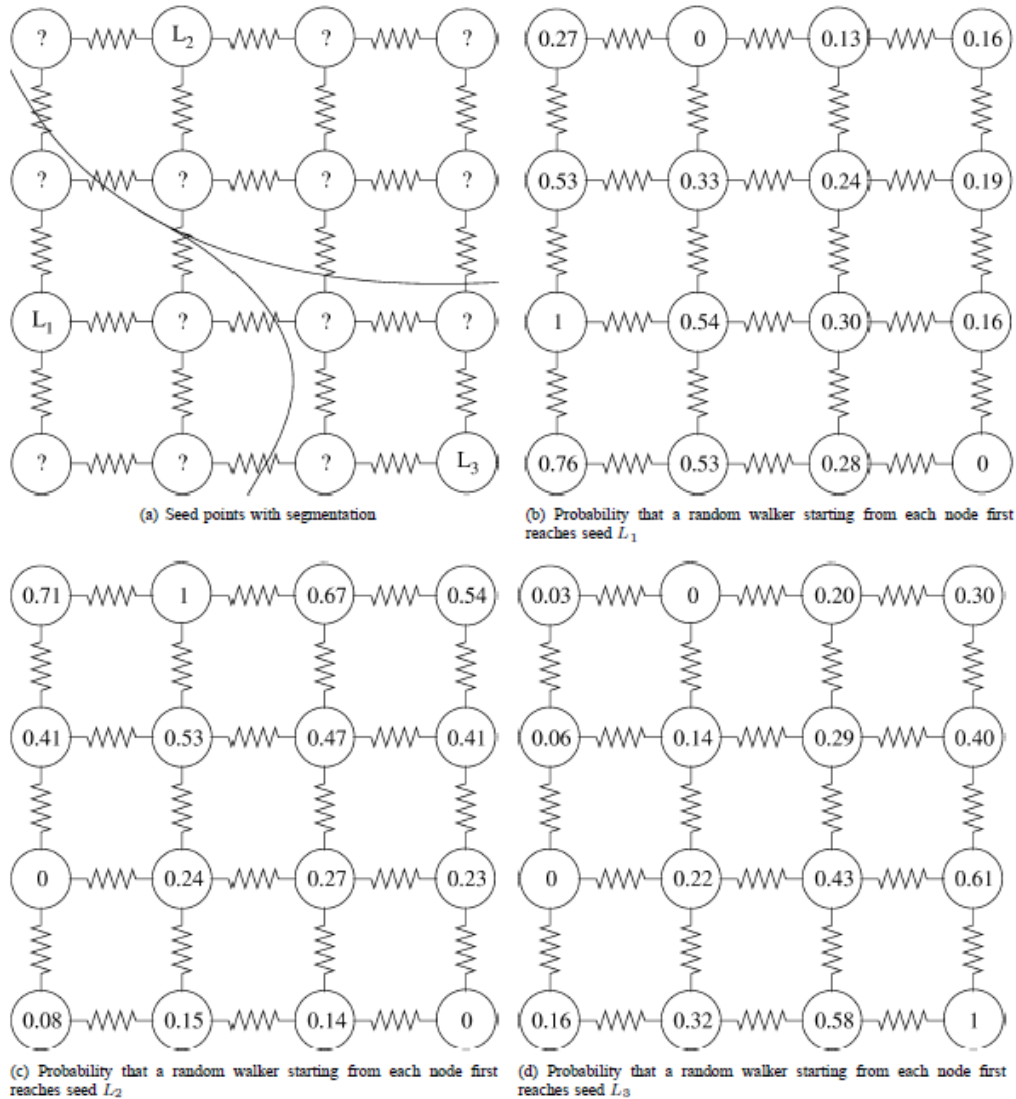 ? L₂ ? ? 0.27 0 0.13 0.16
? ? ? ? 0.53 0.33 0.24 0.19
L₁ ? ? ? 1 0.54 0.30 0.16
? ? ? L₃ 0.76 0.53 0.28 0
(a) Seed points with segmentation
(b) Probability that a random walker starting from each node first
reaches seed L₁
0.71 1 0.67 0.54 0.03 0 0.20 0.30
0.41 0.53 0.47 0.41 0.06 0.14 0.29 0.40
0 0.24 0.27 0.23 0 0.22 0.43 0.61
0.08 0.15 0.14 0 0.16 0.32 0.58 1
(c) Probability that a random walker starting from each node first
reaches seed L₂
(d) Probability that a random walker starting from each node first
reaches seed L₃